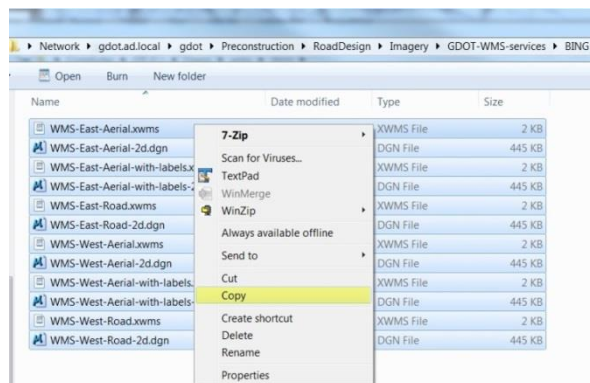 Network ▸ gdot.ad.local ▸ gdot ▸ Preconstruction ▸ RoadDesign ▸ Imagery ▸ GDOT-WMS-services ▸ BING
Open Burn New folder
Name Date modified Type Size
WMS-East-Aerial.xwms XWMS File 2 KB
WMS-East-Aerial-2d.dgn DGN File 445 KB
WMS-East-Aerial-with-labels.x XWMS File 2 KB
WMS-East-Aerial-with-labels-2 DGN File 445 KB
WMS-East-Road.xwms XWMS File 2 KB
WMS-East-Road-2d.dgn DGN File 445 KB
WMS-West-Aerial.xwms XWMS File 2 KB
WMS-West-Aerial-2d.dgn DGN File 445 KB
WMS-West-Aerial-with-labels. XWMS File 2 KB
WMS-West-Aerial-with-labels- DGN File 445 KB
WMS-West-Road.xwms XWMS File 2 KB
WMS-West-Road-2d.dgn DGN File 445 KB
7-Zip
Scan for Viruses...
TextPad
WinMerge
WinZip
Always available offline
Send to
Cut
Copy
Create shortcut
Delete
Rename
Properties